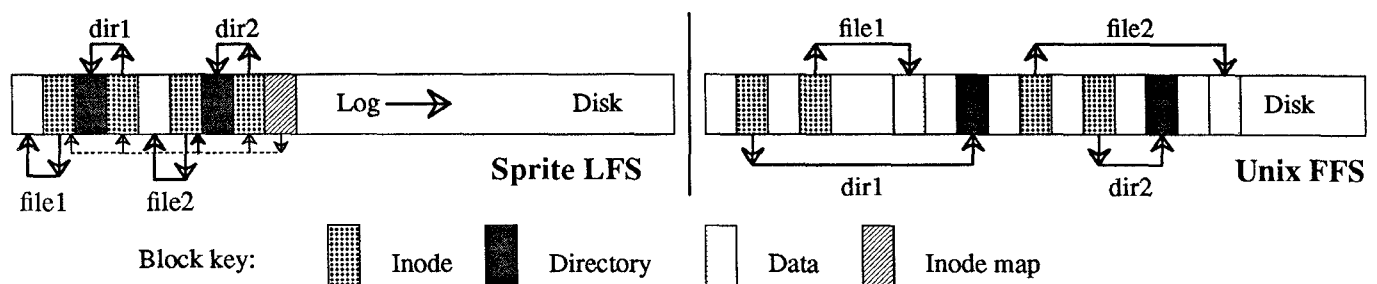 dir1 dir2
Log Disk
Sprite LFS
file1 file2
file1 file2
Disk
Unix FFS
dir1 dir2
Block key: Inode Directory Data Inode map